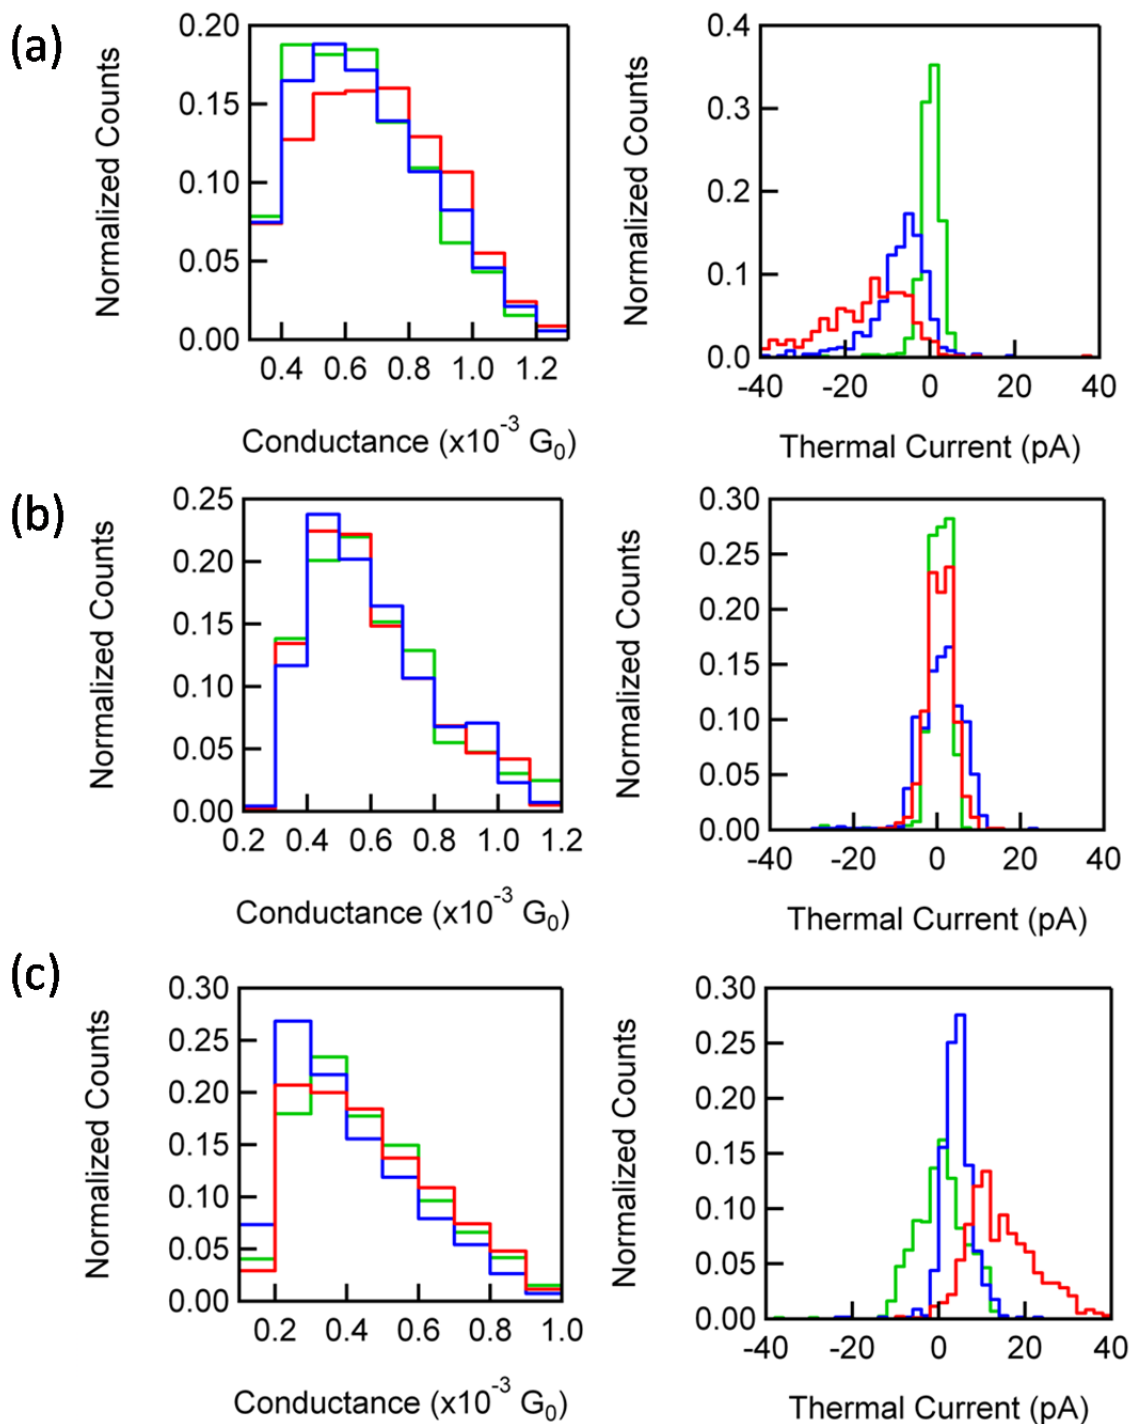 (a)
Normalized Counts
0.20
0.15
0.10
0.05
0.00
0.4 0.6 0.8 1.0 1.2
Conductance (x10⁻³ G₀)
Normalized Counts
0.4
0.3
0.2
0.1
0.0
-40 -20 0 20 40
Thermal Current (pA)
(b)
Normalized Counts
0.25
0.20
0.15
0.10
0.05
0.00
0.2 0.4 0.6 0.8 1.0 1.2
Conductance (x10⁻³ G₀)
Normalized Counts
0.30
0.25
0.20
0.15
0.10
0.05
0.00
-40 -20 0 20 40
Thermal Current (pA)
(c)
Normalized Counts
0.30
0.25
0.20
0.15
0.10
0.05
0.00
0.2 0.4 0.6 0.8 1.0
Conductance (x10⁻³ G₀)
Normalized Counts
0.30
0.25
0.20
0.15
0.10
0.05
0.00
-40 -20 0 20 40
Thermal Current (pA)